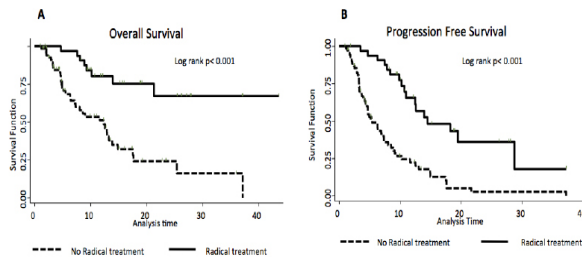 A
Overall Survival
Log rank p< 0.001
Survival Function
0.00 0.25 0.50 0.75 1.00
0 10 20 30 40
Analysis time
No Radical treatment Radical treatment
B
Progression Free Survival
Log rank p< 0.001
Survival Function
0.00 0.25 0.50 0.75 1.00
0 10 20 30
Analysis Time
No Radical treatment Radical treatment